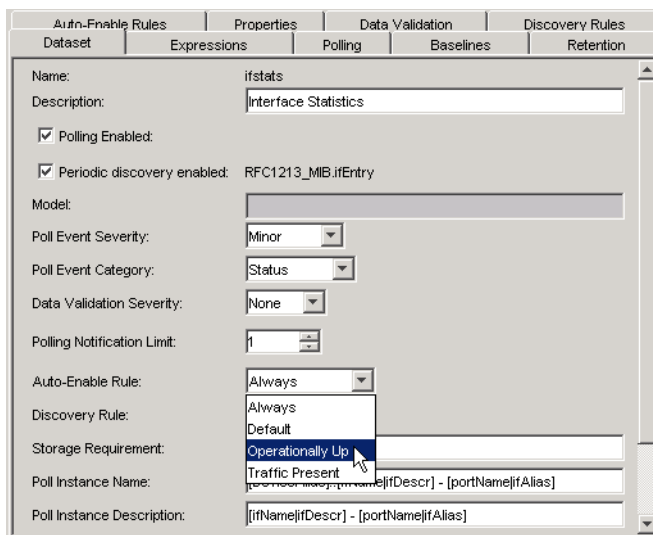 Auto-Enable Rules Properties Data Validation Discovery Rules
Dataset Expressions Polling Baselines Retention
Name: ifstats
Description: Interface Statistics
Polling Enabled:
Periodic discovery enabled: RFC1213_MIB.ifEntry
Model:
Poll Event Severity: Minor
Poll Event Category: Status
Data Validation Severity: None
Polling Notification Limit: 1
Auto-Enable Rule: Always
Always
Discovery Rule:
Default
Storage Requirement: Operationally Up
Traffic Present
Poll Instance Name: [ifName|ifDescr] - [portName|ifAlias]
Poll Instance Description: [ifName|ifDescr] - [portName|ifAlias]